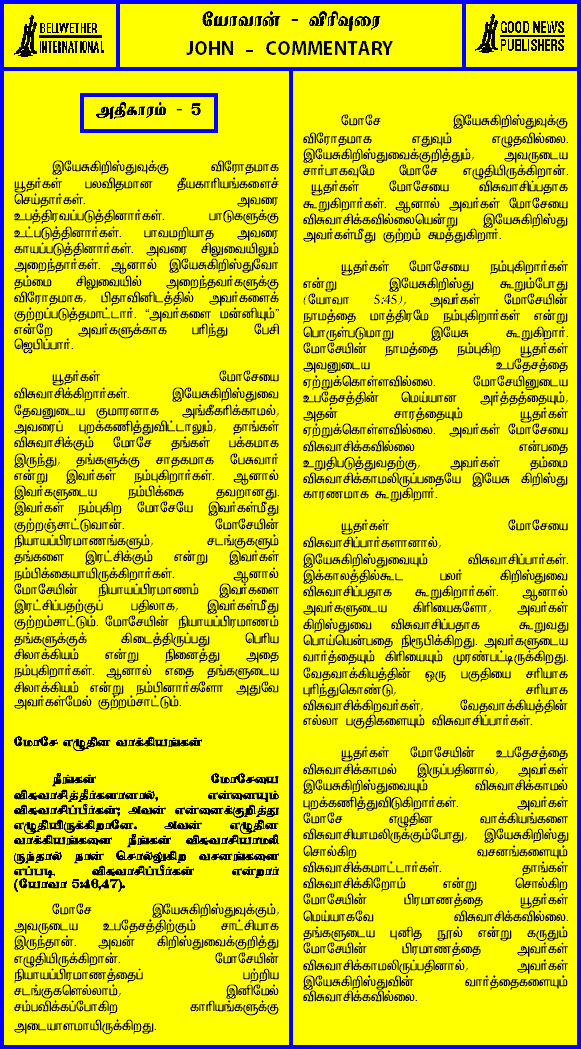 BELWETHER
INTERNATIONAL
யோவான் - விரிவுரை
JOHN - COMMENTARY
GOOD NEWS
PUBLISHERS
அதிகாரம் - 5
இயேசுகிறிஸ்துவுக்கு விரோதமாக
யூதர்கள் பலவிதமான தீயகாரியங்களைச்
செய்தார்கள். அவரை
உபத்திரவப்படுத்தினார்கள். பாடுகளுக்கு
உட்படுத்தினார்கள். பாவமறியாத அவரை
காயப்படுத்தினார்கள். அவரை சிலுவையிலும்
அறைந்தார்கள். ஆனால் இயேசுகிறிஸ்துவோ
தம்மை சிலுவையில் அறைந்தவர்களுக்கு
விரோதமாக, பிதாவினிடத்தில் அவர்களைக்
குற்றப்படுத்தமாட்டார். “அவர்களை மன்னியும்”
என்றே அவர்களுக்காக பரிந்து பேசி
ஜெபிப்பார்.
யூதர்கள் மோசேயை
விசுவாசிக்கிறார்கள். இயேசுகிறிஸ்துவை
தேவனுடைய குமாரனாக அங்கீகரிக்காமல்,
அவரைப் புறக்கணித்துவிட்டாலும், தாங்கள்
விசுவாசிக்கும் மோசே தங்கள் பக்கமாக
இருந்து, தங்களுக்கு சாதகமாக பேசுவார்
என்று இவர்கள் நம்புகிறார்கள். ஆனால்
இவர்களுடைய நம்பிக்கை தவறானது.
இவர்கள் நம்புகிற மோசேயே இவர்கள்மீது
குற்றஞ்சாட்டுவான். மோசேயின்
நியாயப்பிரமாணங்களும், சடங்குகளும்
தங்களை இரட்சிக்கும் என்று இவர்கள்
நம்பிக்கையாயிருக்கிறார்கள். ஆனால்
மோசேயின் நியாயப்பிரமாணம் இவர்களை
இரட்சிப்பதற்குப் பதிலாக, இவர்கள்மீது
குற்றம்சாட்டும். மோசேயின் நியாயப்பிரமாணம்
தங்களுக்குக் கிடைத்திருப்பது பெரிய
சிலாக்கியம் என்று நினைத்து அதை
நம்புகிறார்கள். ஆனால் எதை தங்களுடைய
சிலாக்கியம் என்று நம்பினார்களோ அதுவே
அவர்கள்மேல் குற்றம்சாட்டும்.
மோசே எழுதின வாக்கியங்கள்
நீங்கள் மோசேயை
விசுவாசித்தீர்களானால், என்னையும்
விசுவாசிப்பீர்கள்; அவன் என்னைக்குறித்து
எழுதியிருக்கிறானே. அவன் எழுதின
வாக்கியங்களை நீங்கள் விசுவாசியாமலி
ருந்தால் நான் சொல்லுகிற வசனங்களை
எப்படி விசுவாசிப்பீர்கள் என்றார்
(யோவா 5:46,47).
மோசே இயேசுகிறிஸ்துவுக்கும்,
அவருடைய உபதேசத்திற்கும் சாட்சியாக
இருந்தான். அவன் கிறிஸ்துவைக்குறித்து
எழுதியிருக்கிறான். மோசேயின்
நியாயப்பிரமாணத்தைப் பற்றிய
சடங்குகளெல்லாம், இனிமேல்
சம்பவிக்கப்போகிற காரியங்களுக்கு
அடையாளமாயிருக்கிறது.
மோசே இயேசுகிறிஸ்துவுக்கு
விரோதமாக எதுவும் எழுதவில்லை.
இயேசுகிறிஸ்துவைக்குறித்தும், அவருடைய
சார்பாகவுமே மோசே எழுதியிருக்கிறான்.
யூதர்கள் மோசேயை விசுவாசிப்பதாக
கூறுகிறார்கள். ஆனால் அவர்கள் மோசேயை
விசுவாசிக்கவில்லையென்று இயேசுகிறிஸ்து
அவர்கள்மீது குற்றம் சுமத்துகிறார்.
யூதர்கள் மோசேயை நம்புகிறார்கள்
என்று இயேசுகிறிஸ்து கூறும்போது
(யோவா 5:45), அவர்கள் மோசேயின்
நாமத்தை மாத்திரமே நம்புகிறார்கள் என்று
பொருள்படுமாறு இயேசு கூறுகிறார்.
மோசேயின் நாமத்தை நம்புகிற யூதர்கள்
அவனுடைய உபதேசத்தை
ஏற்றுக்கொள்ளவில்லை. மோசேயினுடைய
உபதேசத்தின் மெய்யான அர்த்தத்தையும்,
அதன் சாரத்தையும் யூதர்கள்
ஏற்றுக்கொள்ளவில்லை. அவர்கள் மோசேயை
விசுவாசிக்கவில்லை என்பதை
உறுதிபடுத்துவதற்கு, அவர்கள் தம்மை
விசுவாசிக்காமலிருப்பதையே இயேசு கிறிஸ்து
காரணமாக கூறுகிறார்.
யூதர்கள் மோசேயை
விசுவாசிப்பார்களானால்,
இயேசுகிறிஸ்துவையும் விசுவாசிப்பார்கள்.
இக்காலத்தில்கூட பலர் கிறிஸ்துவை
விசுவாசிப்பதாக கூறுகிறார்கள். ஆனால்
அவர்களுடைய கிரியைகளோ, அவர்கள்
கிறிஸ்துவை விசுவாசிப்பதாக கூறுவது
பொய்யென்பதை நிரூபிக்கிறது. அவர்களுடைய
வார்த்தையும் கிரியையும் முரண்பட்டிருக்கிறது.
வேதவாக்கியத்தின் ஒரு பகுதியை சரியாக
புரிந்துகொண்டு, சரியாக
விசுவாசிக்கிறவர்கள், வேதவாக்கியத்தின்
எல்லா பகுதிகளையும் விசுவாசிப்பார்கள்.
யூதர்கள் மோசேயின் உபதேசத்தை
விசுவாசிக்காமல் இருப்பதினால், அவர்கள்
இயேசுகிறிஸ்துவையும் விசுவாசிக்காமல்
புறக்கணித்துவிடுகிறார்கள். அவர்கள்
மோசே எழுதின வாக்கியங்களை
விசுவாசியாமலிருக்கும்போது, இயேசுகிறிஸ்து
சொல்கிற வசனங்களையும்
விசுவாசிக்கமாட்டார்கள். தாங்கள்
விசுவாசிக்கிறோம் என்று சொல்கிற
மோசேயின் பிரமாணத்தை யூதர்கள்
மெய்யாகவே விசுவாசிக்கவில்லை.
தங்களுடைய புனித நூல் என்று கருதும்
மோசேயின் பிரமாணத்தை அவர்கள்
விசுவாசிக்காமலிருப்பதினால், அவர்கள்
இயேசுகிறிஸ்துவின் வார்த்தைகளையும்
விசுவாசிக்கவில்லை.